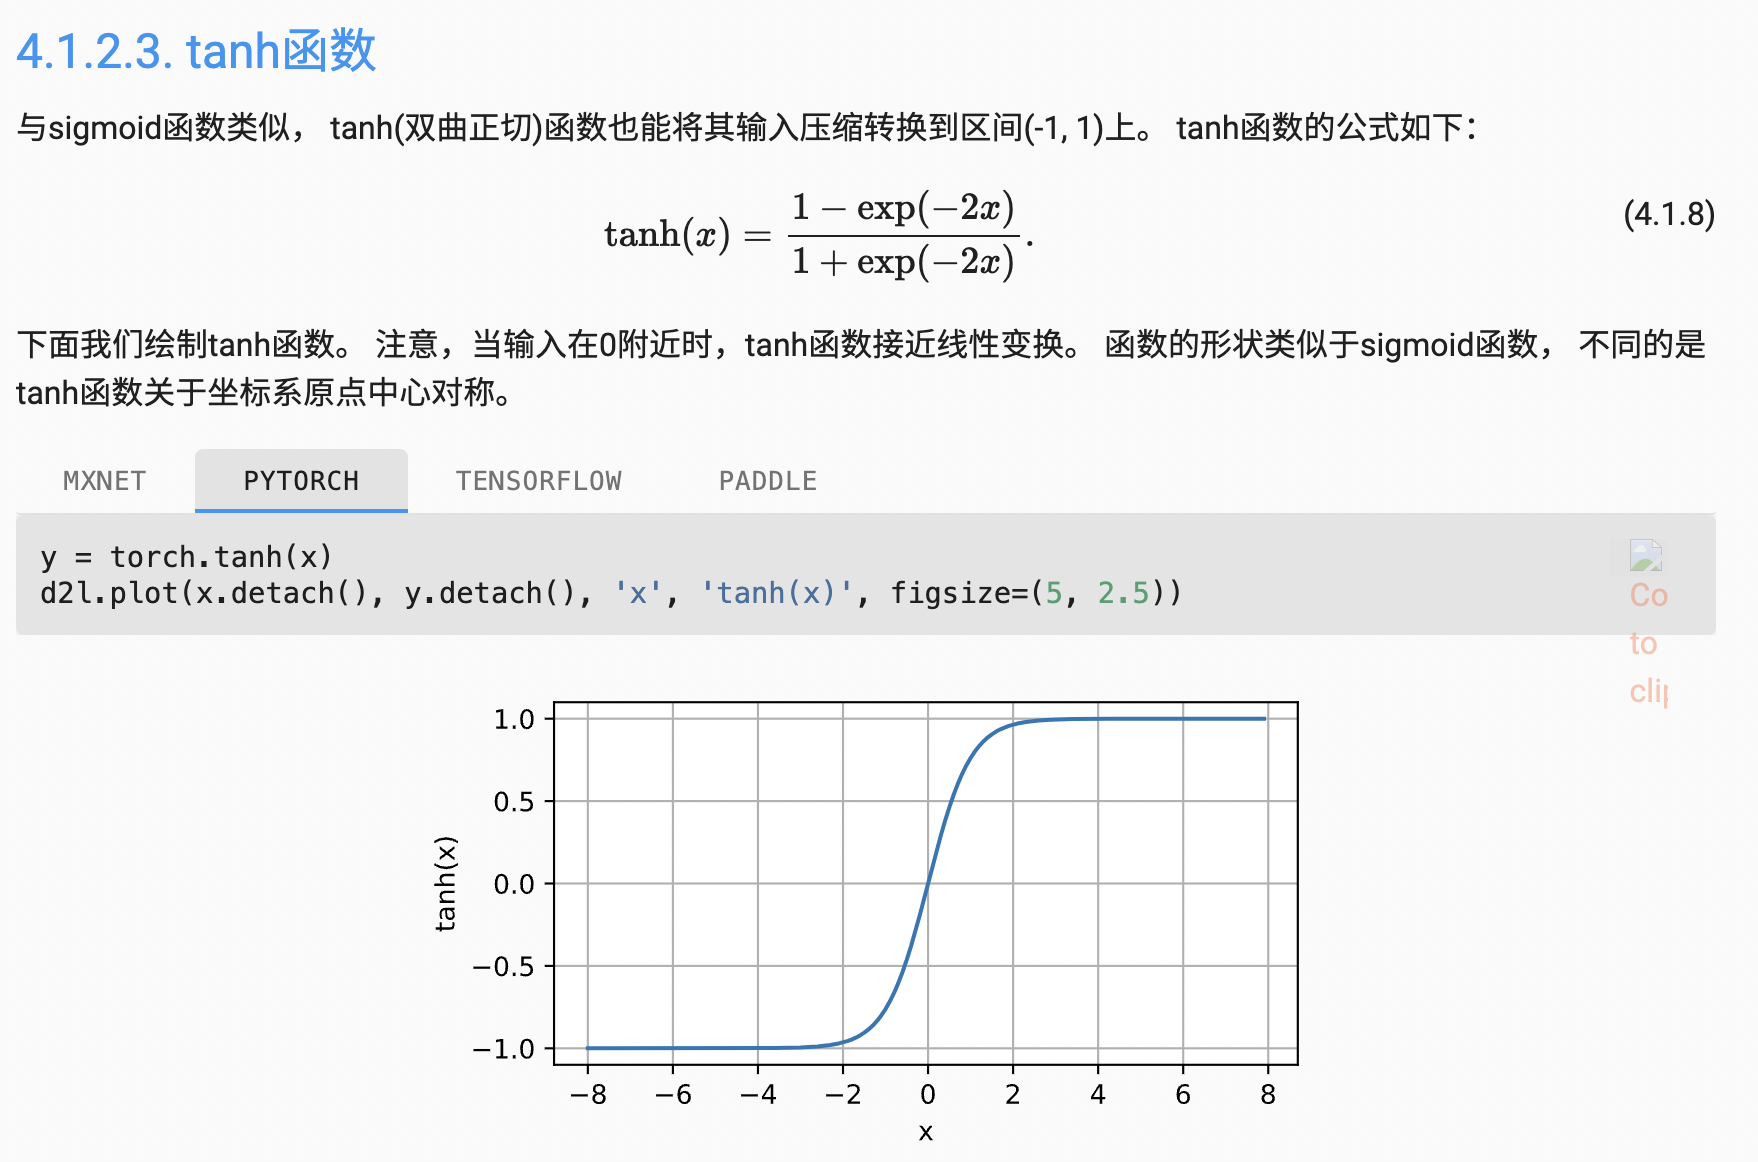 4.1.2.3. tanh函数
与sigmoid函数类似， tanh(双曲正切)函数也能将其输入压缩转换到区间(-1, 1)上。 tanh函数的公式如下：
tanh(x) = \frac{1 − exp(−2x)}{1 + exp(−2x)}.
(4.1.8)
下面我们绘制tanh函数。 注意，当输入在0附近时，tanh函数接近线性变换。 函数的形状类似于sigmoid函数， 不同的是
tanh函数关于坐标系原点中心对称。
MXNET PYTORCH TENSORFLOW PADDLE
y = torch.tanh(x)
d2l.plot(x.detach(), y.detach(), 'x', 'tanh(x)', figsize=(5, 2.5))
Co
to
clip
1.0
0.5
0.0
−0.5
−1.0
tanh(x)
−8 −6 −4 −2 0 2 4 6 8
x